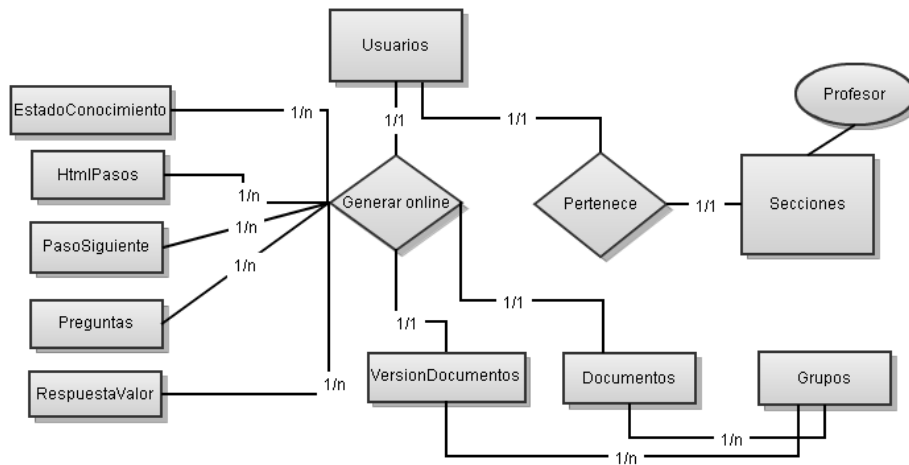 Usuarios
EstadoConocimiento
1/n
1/1
1/1
Profesor
HtmlPasos
1/n
Generar online
Pertenece
1/1
Secciones
PasoSiguiente
1/n
1/n
Preguntas
1/1
1/1
RespuestaValor
1/n
VersionDocumentos
Documentos
Grupos
1/n
1/n